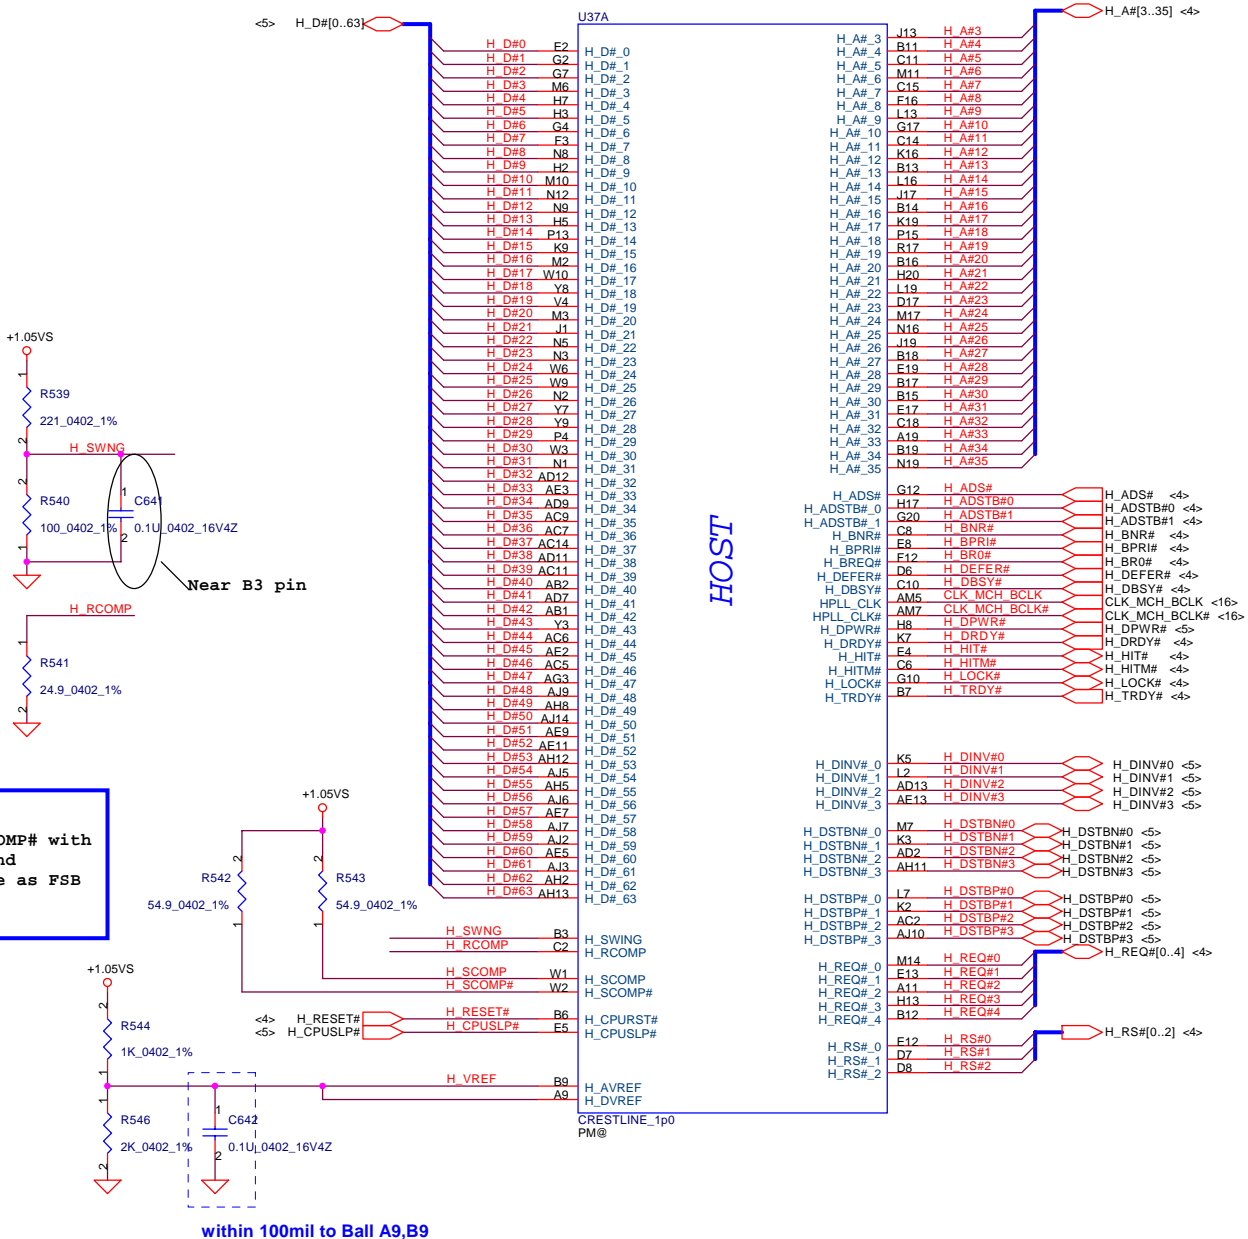 <5> H_D#[0..63]
U37A
H_A#[3..35] <4>
H_D#0 E2 H_D#_0
H_D#1 G2 H_D#_1
H_D#2 G7 H_D#_2
H_D#3 M6 H_D#_3
H_D#4 H7 H_D#_4
H_D#5 H3 H_D#_5
H_D#6 G4 H_D#_6
H_D#7 F3 H_D#_7
H_D#8 N8 H_D#_8
H_D#9 H2 H_D#_9
H_D#10 M10 H_D#_10
H_D#11 N12 H_D#_11
H_D#12 N9 H_D#_12
H_D#13 H5 H_D#_13
H_D#14 P13 H_D#_14
H_D#15 K9 H_D#_15
H_D#16 M2 H_D#_16
H_D#17 W10 H_D#_17
H_D#18 Y8 H_D#_18
H_D#19 V4 H_D#_19
H_D#20 M3 H_D#_20
H_D#21 J1 H_D#_21
H_D#22 N5 H_D#_22
H_D#23 N3 H_D#_23
H_D#24 W6 H_D#_24
H_D#25 W9 H_D#_25
H_D#26 N2 H_D#_26
H_D#27 Y7 H_D#_27
H_D#28 Y9 H_D#_28
H_D#29 P4 H_D#_29
H_D#30 W3 H_D#_30
H_D#31 N1 H_D#_31
H_D#32 AD12 H_D#_32
H_D#33 AE3 H_D#_33
H_D#34 AD9 H_D#_34
H_D#35 AC9 H_D#_35
H_D#36 AC7 H_D#_36
H_D#37 AC14 H_D#_37
H_D#38 AD11 H_D#_38
H_D#39 AC11 H_D#_39
H_D#40 AB2 H_D#_40
H_D#41 AD7 H_D#_41
H_D#42 AB1 H_D#_42
H_D#43 Y3 H_D#_43
H_D#44 AC6 H_D#_44
H_D#45 AE2 H_D#_45
H_D#46 AC5 H_D#_46
H_D#47 AG3 H_D#_47
H_D#48 AJ9 H_D#_48
H_D#49 AH8 H_D#_49
H_D#50 AJ14 H_D#_50
H_D#51 AE9 H_D#_51
H_D#52 AE11 H_D#_52
H_D#53 AH12 H_D#_53
H_D#54 AJ5 H_D#_54
H_D#55 AH5 H_D#_55
H_D#56 AJ6 H_D#_56
H_D#57 AE7 H_D#_57
H_D#58 AJ7 H_D#_58
H_D#59 AJ2 H_D#_59
H_D#60 AE5 H_D#_60
H_D#61 AJ3 H_D#_61
H_D#62 AH2 H_D#_62
H_D#63 AH13 H_D#_63
H_SWNG B3 H_SWING
H_RCOMP C2 H_RCOMP
H_SCOMP W1 H_SCOMP
H_SCOMP# W2 H_SCOMP#
<4> H_RESET# H_RESET# B6 H_CPURST#
<5> H_CPUSLP# H_CPUSLP# E5 H_CPUSLP#
H_VREF B9 H_AVREF
A9 H_DVREF
CRESTLINE_1p0
PM@
HOST
H_A#_3 J13 H_A#3
H_A#_4 B11 H_A#4
H_A#_5 C11 H_A#5
H_A#_6 M11 H_A#6
H_A#_7 C15 H_A#7
H_A#_8 F16 H_A#8
H_A#_9 L13 H_A#9
H_A#_10 G17 H_A#10
H_A#_11 C14 H_A#11
H_A#_12 K16 H_A#12
H_A#_13 B13 H_A#13
H_A#_14 L16 H_A#14
H_A#_15 J17 H_A#15
H_A#_16 B14 H_A#16
H_A#_17 K19 H_A#17
H_A#_18 P15 H_A#18
H_A#_19 R17 H_A#19
H_A#_20 B16 H_A#20
H_A#_21 H20 H_A#21
H_A#_22 L19 H_A#22
H_A#_23 D17 H_A#23
H_A#_24 M17 H_A#24
H_A#_25 N16 H_A#25
H_A#_26 J19 H_A#26
H_A#_27 B18 H_A#27
H_A#_28 E19 H_A#28
H_A#_29 B17 H_A#29
H_A#_30 B15 H_A#30
H_A#_31 E17 H_A#31
H_A#_32 C18 H_A#32
H_A#_33 A19 H_A#33
H_A#_34 B19 H_A#34
H_A#_35 N19 H_A#35
H_ADS# G12 H_ADS# H_ADS# <4>
H_ADSTB#_0 H17 H_ADSTB#0 H_ADSTB#0 <4>
H_ADSTB#_1 G20 H_ADSTB#1 H_ADSTB#1 <4>
H_BNR# C8 H_BNR# H_BNR# <4>
H_BPRI# E8 H_BPRI# H_BPRI# <4>
H_BREQ# F12 H_BR0# H_BR0# <4>
H_DEFER# D6 H_DEFER# H_DEFER# <4>
H_DBSY# C10 H_DBSY# H_DBSY# <4>
HPLL_CLK AM5 CLK_MCH_BCLK CLK_MCH_BCLK <16>
HPLL_CLK# AM7 CLK_MCH_BCLK# CLK_MCH_BCLK# <16>
H_DPWR# H8 H_DPWR# H_DPWR# <5>
H_DRDY# K7 H_DRDY# H_DRDY# <4>
H_HIT# E4 H_HIT# H_HIT# <4>
H_HITM# C6 H_HITM# H_HITM# <4>
H_LOCK# G10 H_LOCK# H_LOCK# <4>
H_TRDY# B7 H_TRDY# H_TRDY# <4>
H_DINV#_0 K5 H_DINV#0 H_DINV#0 <5>
H_DINV#_1 L2 H_DINV#1 H_DINV#1 <5>
H_DINV#_2 AD13 H_DINV#2 H_DINV#2 <5>
H_DINV#_3 AE13 H_DINV#3 H_DINV#3 <5>
H_DSTBN#_0 M7 H_DSTBN#0 H_DSTBN#0 <5>
H_DSTBN#_1 K3 H_DSTBN#1 H_DSTBN#1 <5>
H_DSTBN#_2 AD2 H_DSTBN#2 H_DSTBN#2 <5>
H_DSTBN#_3 AH11 H_DSTBN#3 H_DSTBN#3 <5>
H_DSTBP#_0 L7 H_DSTBP#0 H_DSTBP#0 <5>
H_DSTBP#_1 K2 H_DSTBP#1 H_DSTBP#1 <5>
H_DSTBP#_2 AC2 H_DSTBP#2 H_DSTBP#2 <5>
H_DSTBP#_3 AJ10 H_DSTBP#3 H_DSTBP#3 <5>
H_REQ#[0..4] <4>
H_REQ#_0 M14 H_REQ#0
H_REQ#_1 E13 H_REQ#1
H_REQ#_2 A11 H_REQ#2
H_REQ#_3 H13 H_REQ#3
H_REQ#_4 B12 H_REQ#4
H_RS#[0..2] <4>
H_RS#_0 E12 H_RS#0
H_RS#_1 D7 H_RS#1
H_RS#_2 D8 H_RS#2
+1.05VS
1
R539
221_0402_1%
2
H_SWNG
2
R540
100_0402_1%
1
1
C641
0.1U_0402_16V4Z
2
Near B3 pin
H_RCOMP
1
R541
24.9_0402_1%
2
OMP# with
nd
e as FSB
+1.05VS
2
R542
54.9_0402_1%
1
2
R543
54.9_0402_1%
1
+1.05VS
2
R544
1K_0402_1%
1
1
R546
2K_0402_1%
2
1
C642
0.1U_0402_16V4Z
2
within 100mil to Ball A9,B9